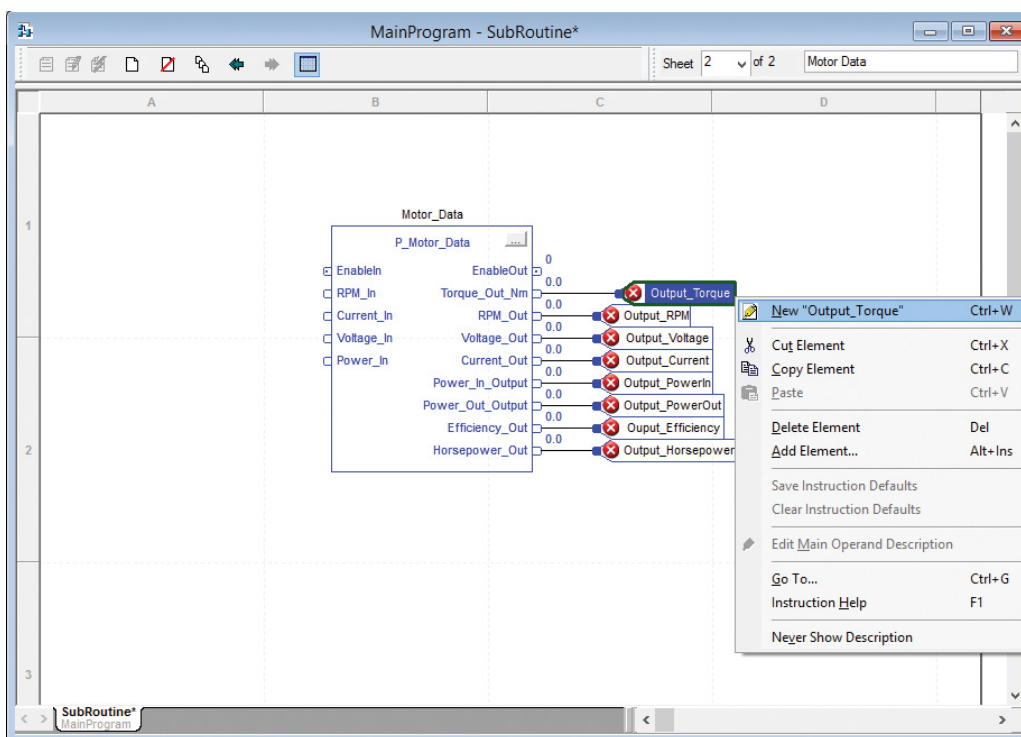 MainProgram - SubRoutine*
Sheet 2 of 2 Motor Data
A B C D
1
2
3
Motor_Data
P_Motor_Data ...
EnableIn EnableOut 0
RPM_In Torque_Out_Nm 0.0 Output_Torque
Current_In RPM_Out 0.0 Output_RPM
Voltage_In Voltage_Out 0.0 Output_Voltage
Power_In Current_Out 0.0 Output_Current
Power_In_Output 0.0 Output_PowerIn
Power_Out_Output 0.0 Output_PowerOut
Efficiency_Out 0.0 Ouput_Efficiency
Horsepower_Out 0.0 Output_Horsepower
New "Output_Torque" Ctrl+W
Cut Element Ctrl+X
Copy Element Ctrl+C
Paste Ctrl+V
Delete Element Del
Add Element... Alt+Ins
Save Instruction Defaults
Clear Instruction Defaults
Edit Main Operand Description
Go To... Ctrl+G
Instruction Help F1
Never Show Description
SubRoutine*
MainProgram